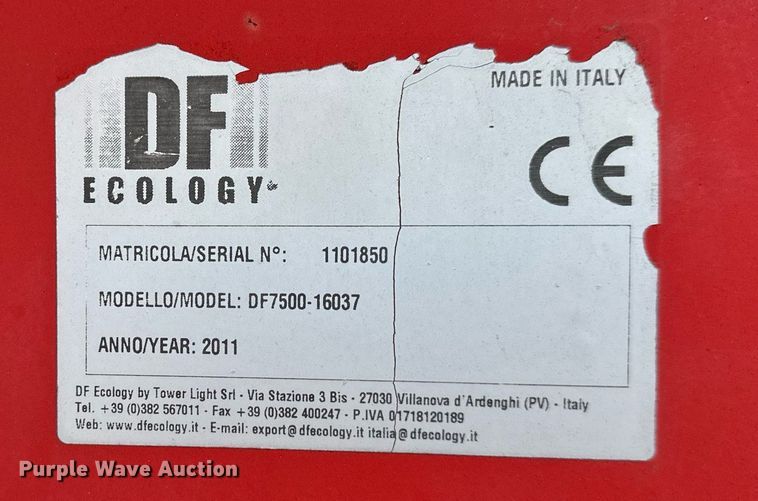 MADE IN ITALY
DF
CE
ECOLOGY
MATRICOLA/SERIAL N°: 1101850
MODELLO/MODEL: DF7500-16037
ANNO/YEAR: 2011
DF Ecology by Tower Light Srl - Via Stazione 3 Bis - 27030 Villanova d'Ardenghi (PV) - Italy
Tel. +39 (0)382 567011 - Fax +39 (0)382 400247 - P.IVA 01718120189
Web: www.dfecology.it - E-mail: export@dfecology.it italia@dfecology.it
Purple Wave Auction